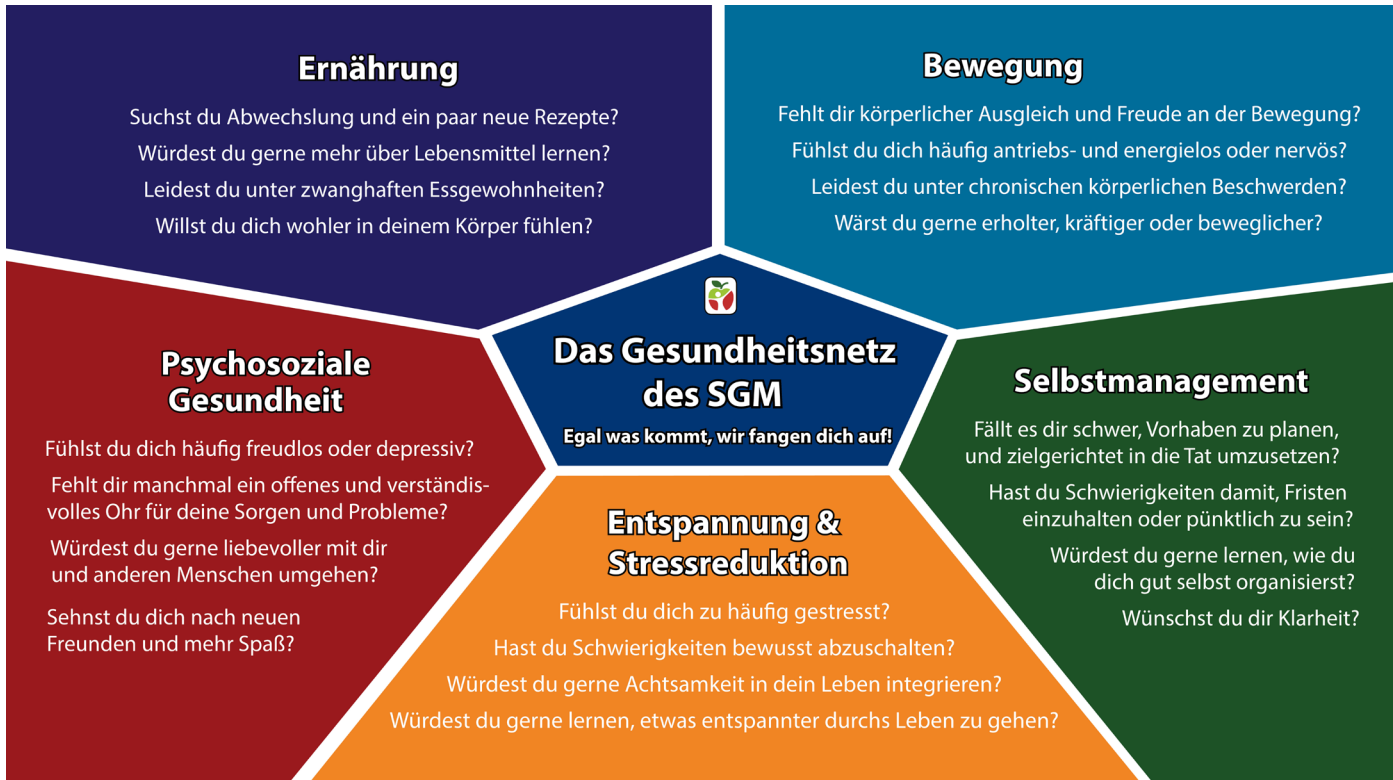 Ernährung
Suchst du Abwechslung und ein paar neue Rezepte?
Würdest du gerne mehr über Lebensmittel lernen?
Leidest du unter zwanghaften Essgewohnheiten?
Willst du dich wohler in deinem Körper fühlen?
Bewegung
Fehlt dir körperlicher Ausgleich und Freude an der Bewegung?
Fühlst du dich häufig antriebs- und energielos oder nervös?
Leidest du unter chronischen körperlichen Beschwerden?
Wärst du gerne erholter, kräftiger oder beweglicher?
Das Gesundheitsnetz
des SGM
Egal was kommt, wir fangen dich auf!
Psychosoziale
Gesundheit
Fühlst du dich häufig freudlos oder depressiv?
Fehlt dir manchmal ein offenes und verständis-
volles Ohr für deine Sorgen und Probleme?
Würdest du gerne liebevoller mit dir
und anderen Menschen umgehen?
Sehnst du dich nach neuen
Freunden und mehr Spaß?
Selbstmanagement
Fällt es dir schwer, Vorhaben zu planen,
und zielgerichtet in die Tat umzusetzen?
Hast du Schwierigkeiten damit, Fristen
einzuhalten oder pünktlich zu sein?
Würdest du gerne lernen, wie du
dich gut selbst organisierst?
Wünschst du dir Klarheit?
Entspannung &
Stressreduktion
Fühlst du dich zu häufig gestresst?
Hast du Schwierigkeiten bewusst abzuschalten?
Würdest du gerne Achtsamkeit in dein Leben integrieren?
Würdest du gerne lernen, etwas entspannter durchs Leben zu gehen?